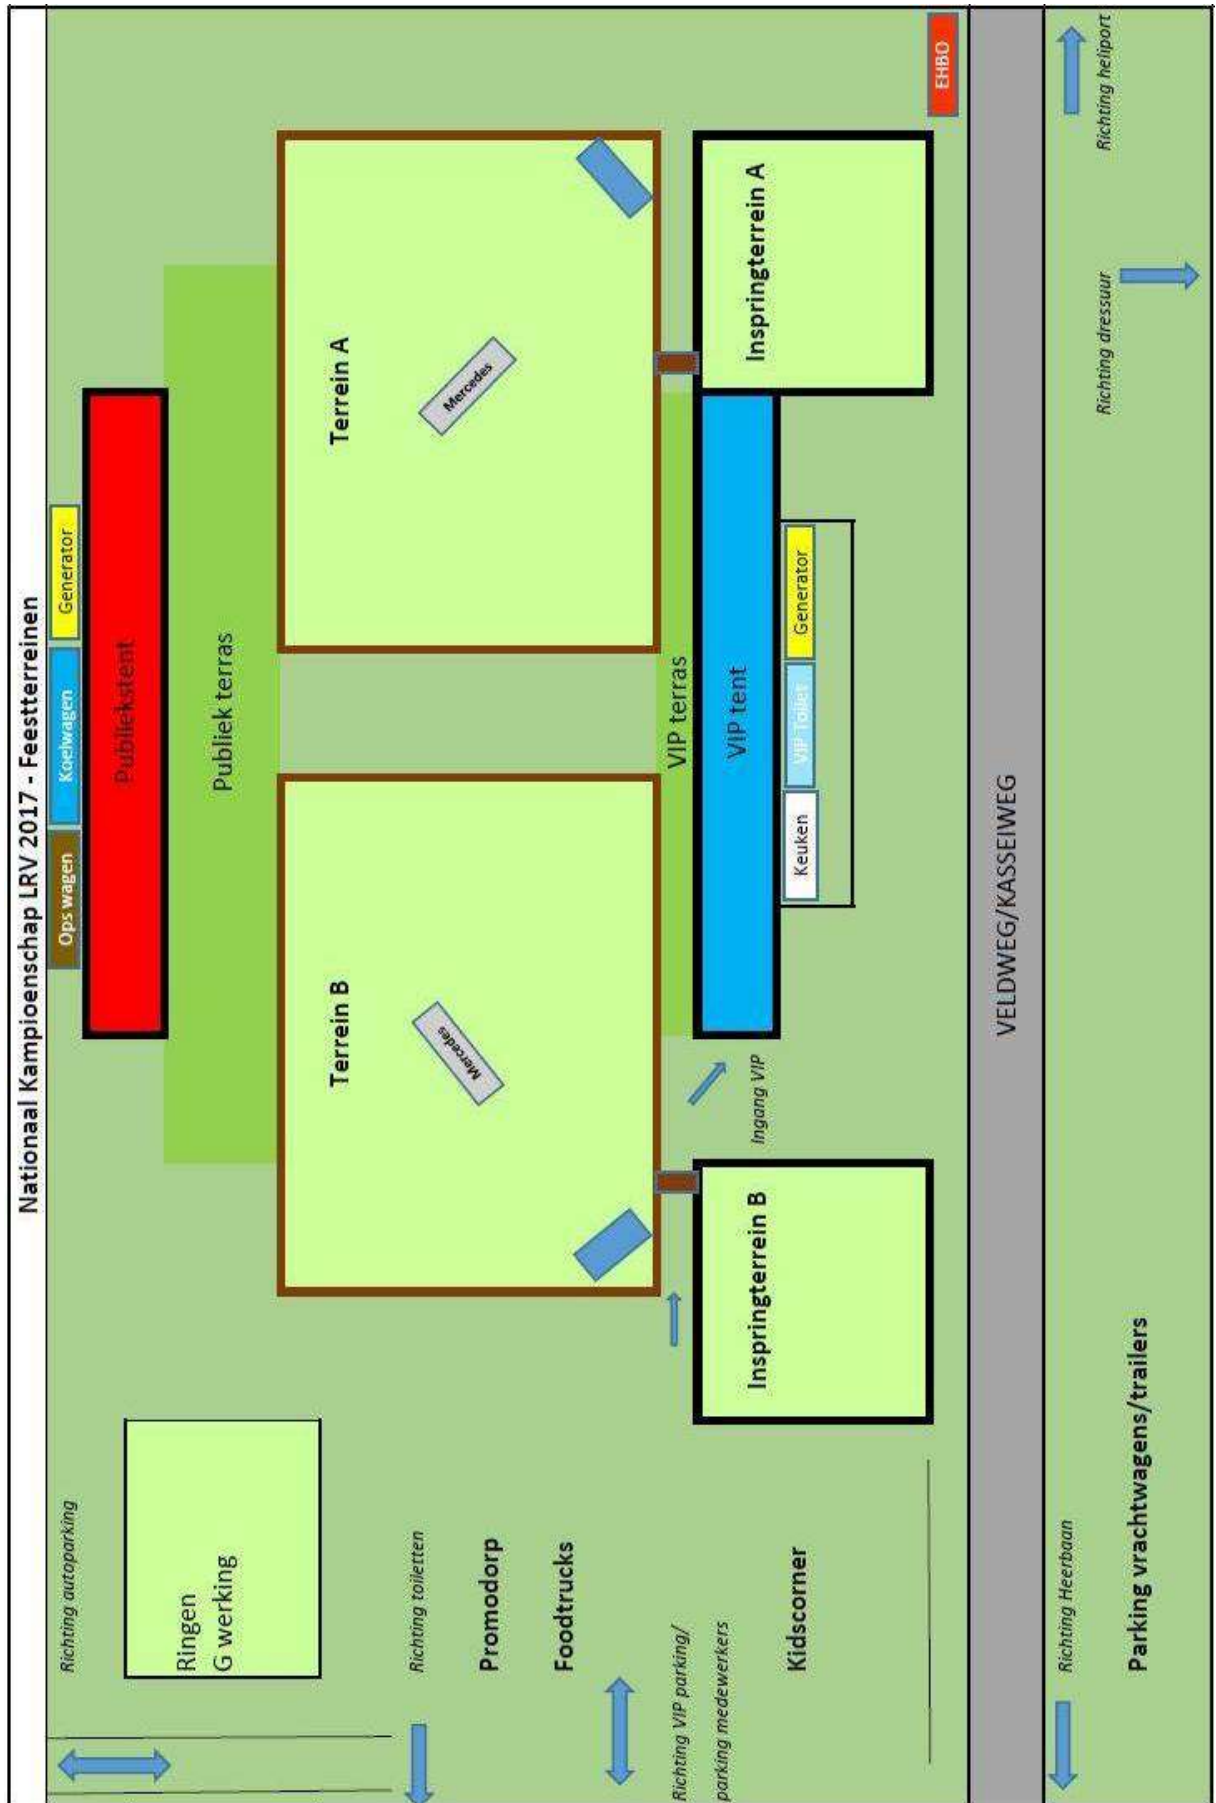 Nationaal Kampioenschap LRV 2017 - Feestterreinen
Richting autoparking
Ops wagen
Koelwagen
Generator
Publiekstent
Publiek terras
Ringen
G werking
Terrein B
Terrein A
Mercedes
Mercedes
Richting toiletten
Promodorp
Foodtrucks
Richting VIP parking/
parking medewerkers
VIP terras
VIP tent
Ingang VIP
Kidscorner
Inspringterrein B
Inspringterrein A
Keuken
VIP Toilet
Generator
EHBO
VELDWEG/KASSEIWEG
Richting Heerbaan
Richting heliport
Richting dressuur
Parking vrachtwagens/trailers